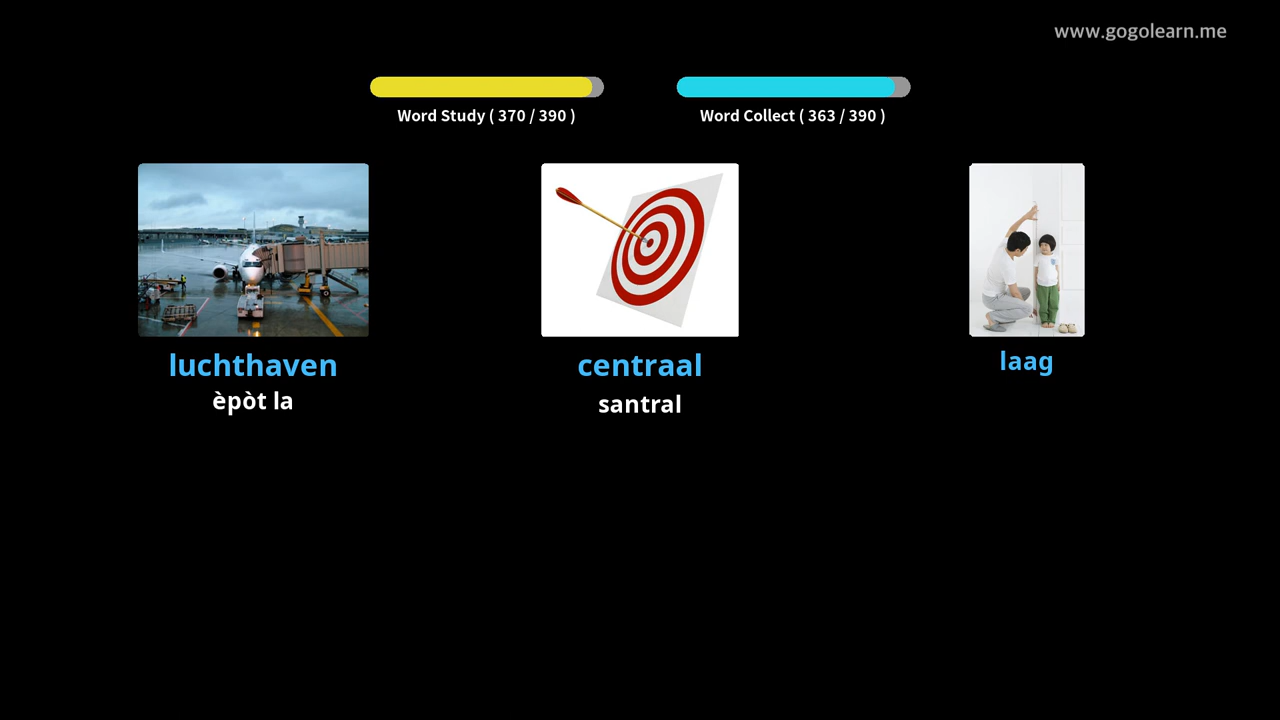 www.gogolearn.me
Word Study ( 370 / 390 )
Word Collect ( 363 / 390 )
luchthaven
èpòt la
centraal
santral
laag